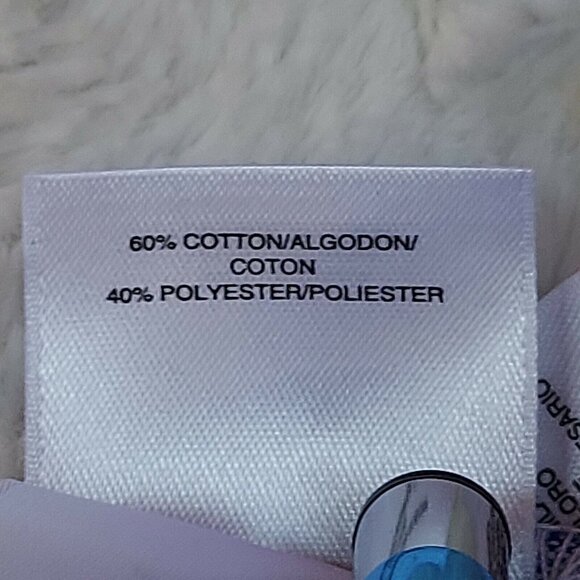 60% COTTON/ALGODON/
COTON
40% POLYESTER/POLIESTER